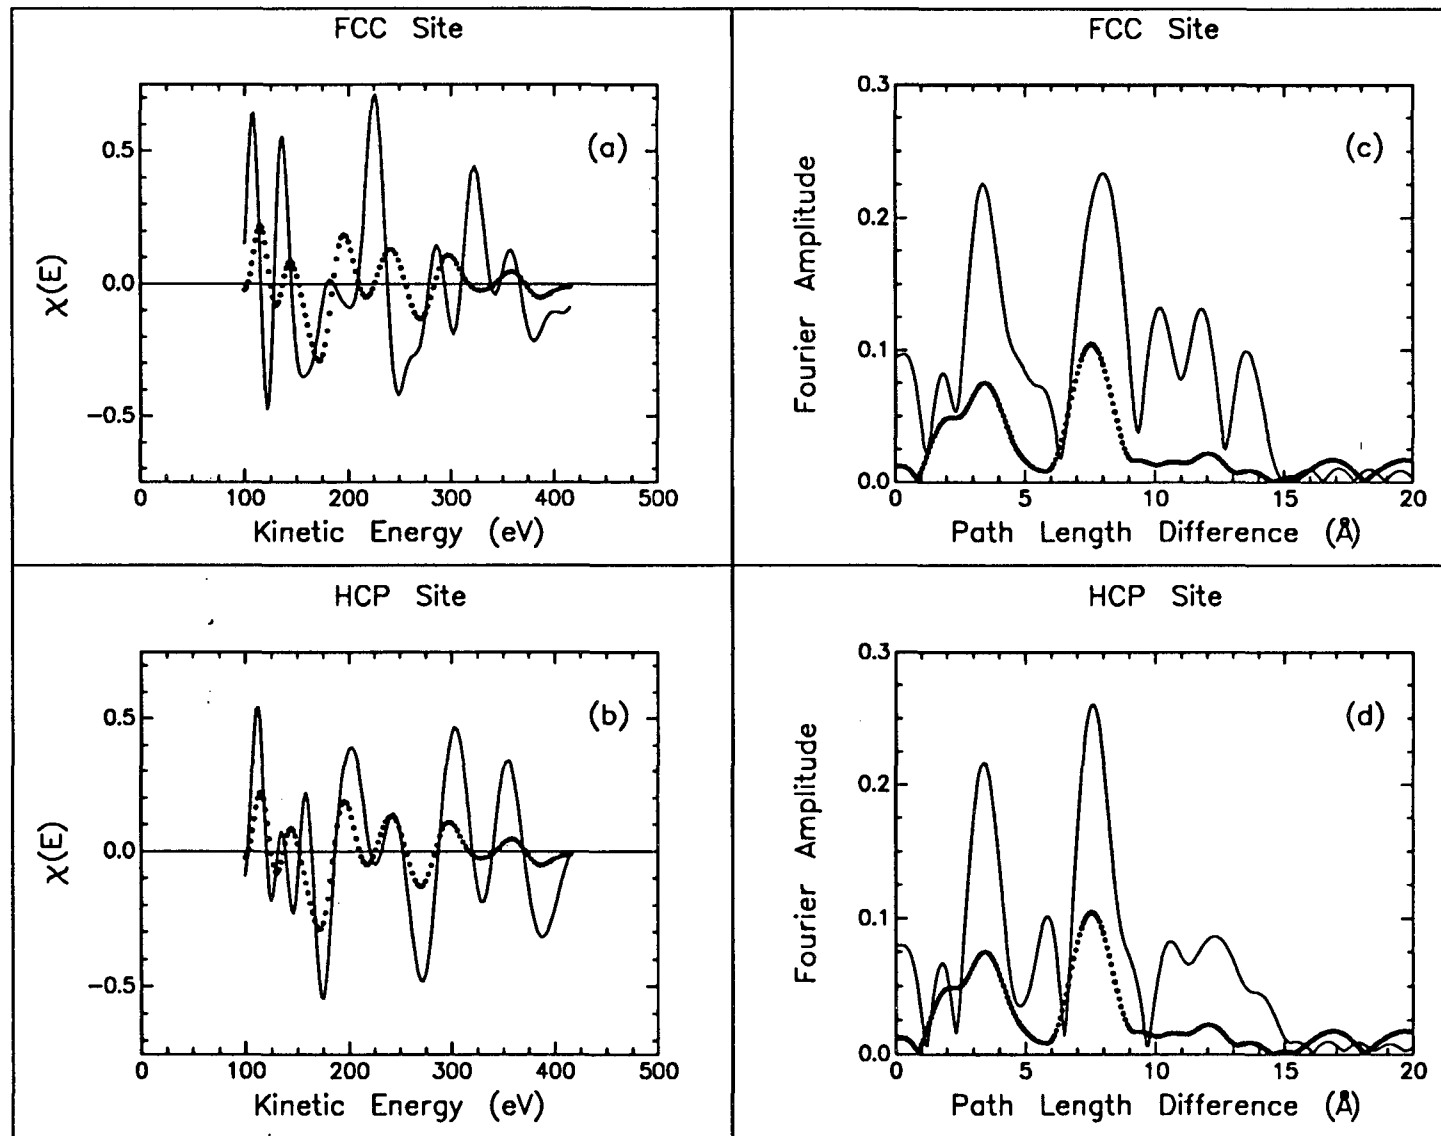 FCC Site
(a)
0.5
0.0
−0.5
χ(E)
0 100 200 300 400 500
Kinetic Energy (eV)
FCC Site
(c)
0.3
0.2
0.1
0.0
Fourier Amplitude
0 5 10 15 20
Path Length Difference (Å)
HCP Site
(b)
0.5
0.0
−0.5
χ(E)
0 100 200 300 400 500
Kinetic Energy (eV)
HCP Site
(d)
0.3
0.2
0.1
0.0
Fourier Amplitude
0 5 10 15 20
Path Length Difference (Å)